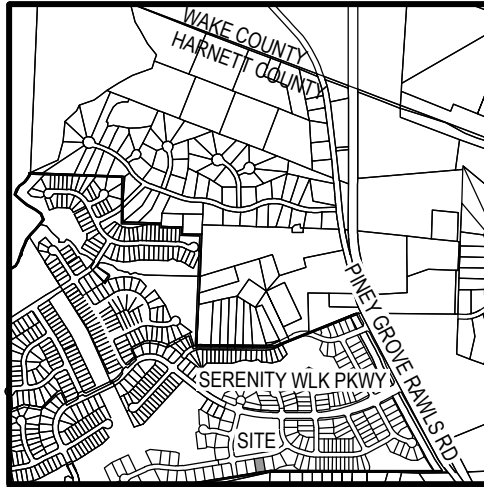 WAKE COUNTY
HARNETT COUNTY
PINEY GROVE RAWLS RD
SERENITY WLK PKWY
SITE